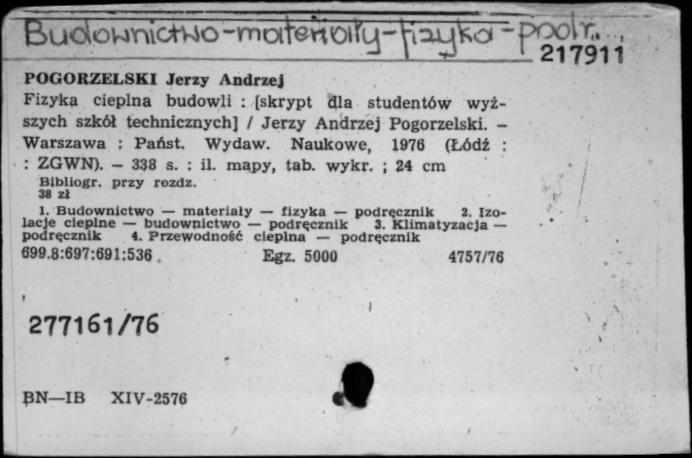 Budownictwo-materiały-fizyka-podr.
217911
POGORZELSKI Jerzy Andrzej
Fizyka cieplna budowli : [skrypt dla studentów wyż-
szych szkół technicznych] / Jerzy Andrzej Pogorzelski. –
Warszawa : Państ. Wydaw. Naukowe, 1976 (Łódź :
: ZGWN). – 338 s. : il. mapy, tab. wykr. ; 24 cm
Bibliogr. przy rozdz.
38 zł
1. Budownictwo — materiały — fizyka — podręcznik 2. Izo-
lacje cieplne — budownictwo — podręcznik 3. Klimatyzacja —
podręcznik 4. Przewodność cieplna — podręcznik
699.8:697:691:536 Egz. 5000 4757/76
277161/76
BN—IB XIV-2576